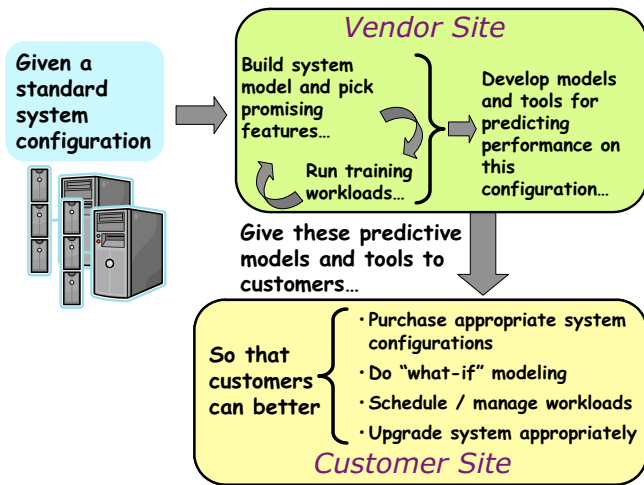 Given a
standard
system
configuration
Vendor Site
Build system
model and pick
promising
features…
Run training
workloads…
Develop models
and tools for
predicting
performance on
this
configuration…
Give these predictive
models and tools to
customers…
So that
customers
can better
· Purchase appropriate system
configurations
· Do “what-if” modeling
· Schedule / manage workloads
· Upgrade system appropriately
Customer Site